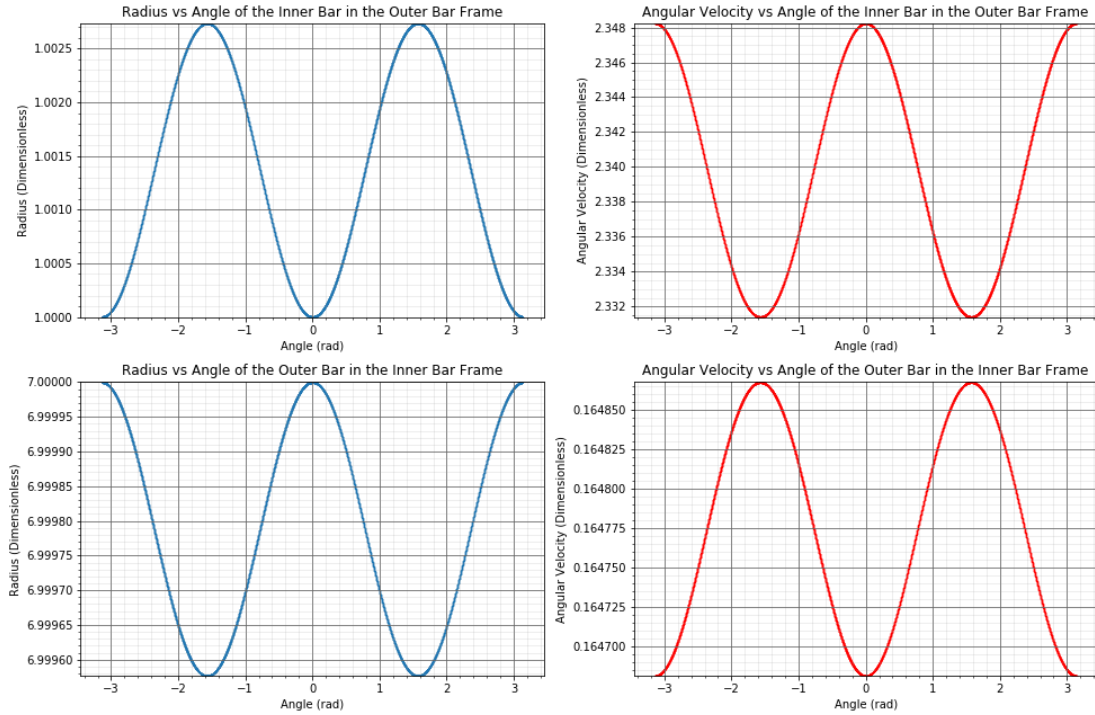 Radius vs Angle of the Inner Bar in the Outer Bar Frame
Radius (Dimensionless)
1.0025
1.0020
1.0015
1.0010
1.0005
1.0000
−3 −2 −1 0 1 2 3
Angle (rad)
Angular Velocity vs Angle of the Inner Bar in the Outer Bar Frame
Angular Velocity (Dimensionless)
2.348
2.346
2.344
2.342
2.340
2.338
2.336
2.334
2.332
−3 −2 −1 0 1 2 3
Angle (rad)
Radius vs Angle of the Outer Bar in the Inner Bar Frame
Radius (Dimensionless)
7.00000
6.99995
6.99990
6.99985
6.99980
6.99975
6.99970
6.99965
6.99960
−3 −2 −1 0 1 2 3
Angle (rad)
Angular Velocity vs Angle of the Outer Bar in the Inner Bar Frame
Angular Velocity (Dimensionless)
0.164850
0.164825
0.164800
0.164775
0.164750
0.164725
0.164700
−3 −2 −1 0 1 2 3
Angle (rad)